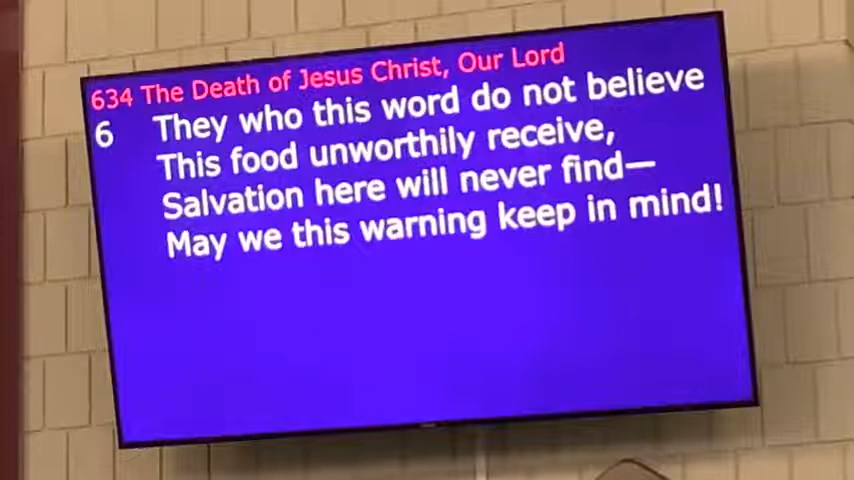 634 The Death of Jesus Christ, Our Lord
6 They who this word do not believe
This food unworthily receive,
Salvation here will never find—
May we this warning keep in mind!